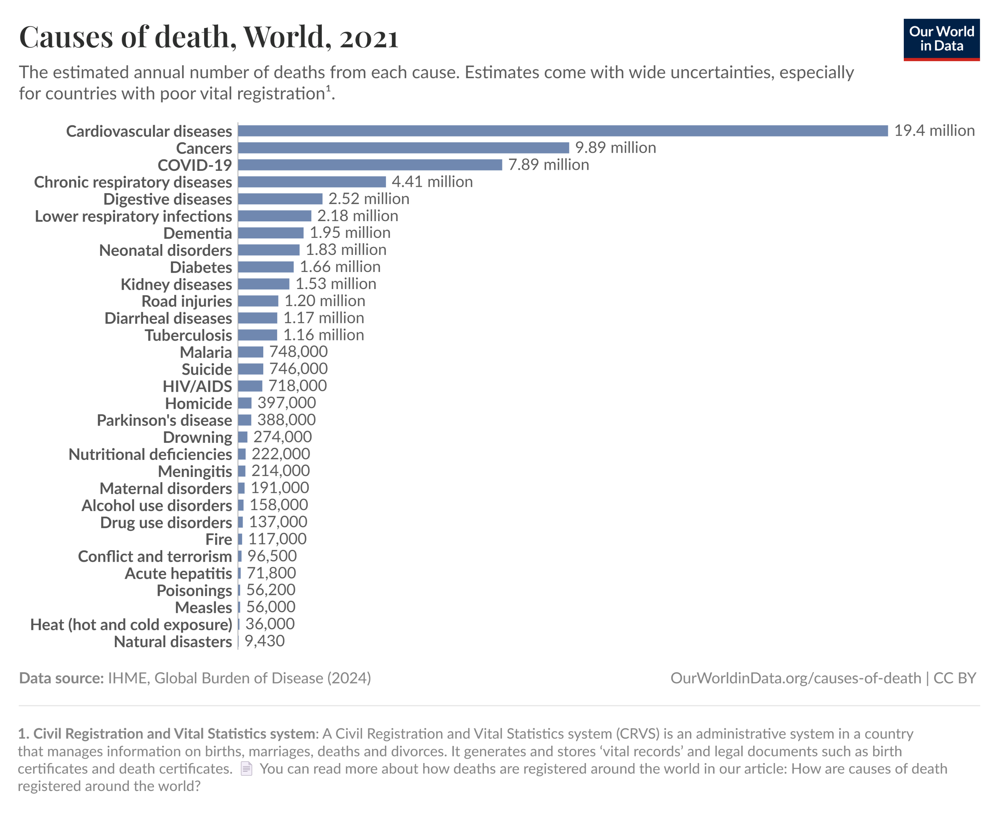 Causes of death, World, 2021
Our World
in Data
The estimated annual number of deaths from each cause. Estimates come with wide uncertainties, especially
for countries with poor vital registration¹.
Cardiovascular diseases 19.4 million
Cancers 9.89 million
COVID-19 7.89 million
Chronic respiratory diseases 4.41 million
Digestive diseases 2.52 million
Lower respiratory infections 2.18 million
Dementia 1.95 million
Neonatal disorders 1.83 million
Diabetes 1.66 million
Kidney diseases 1.53 million
Road injuries 1.20 million
Diarrheal diseases 1.17 million
Tuberculosis 1.16 million
Malaria 748,000
Suicide 746,000
HIV/AIDS 718,000
Homicide 397,000
Parkinson's disease 388,000
Drowning 274,000
Nutritional deficiencies 222,000
Meningitis 214,000
Maternal disorders 191,000
Alcohol use disorders 158,000
Drug use disorders 137,000
Fire 117,000
Conflict and terrorism 96,500
Acute hepatitis 71,800
Poisonings 56,200
Measles 56,000
Heat (hot and cold exposure) 36,000
Natural disasters 9,430
Data source: IHME, Global Burden of Disease (2024)
OurWorldinData.org/causes-of-death | CC BY
1. Civil Registration and Vital Statistics system: A Civil Registration and Vital Statistics system (CRVS) is an administrative system in a country
that manages information on births, marriages, deaths and divorces. It generates and stores ‘vital records’ and legal documents such as birth
certificates and death certificates. You can read more about how deaths are registered around the world in our article: How are causes of death
registered around the world?